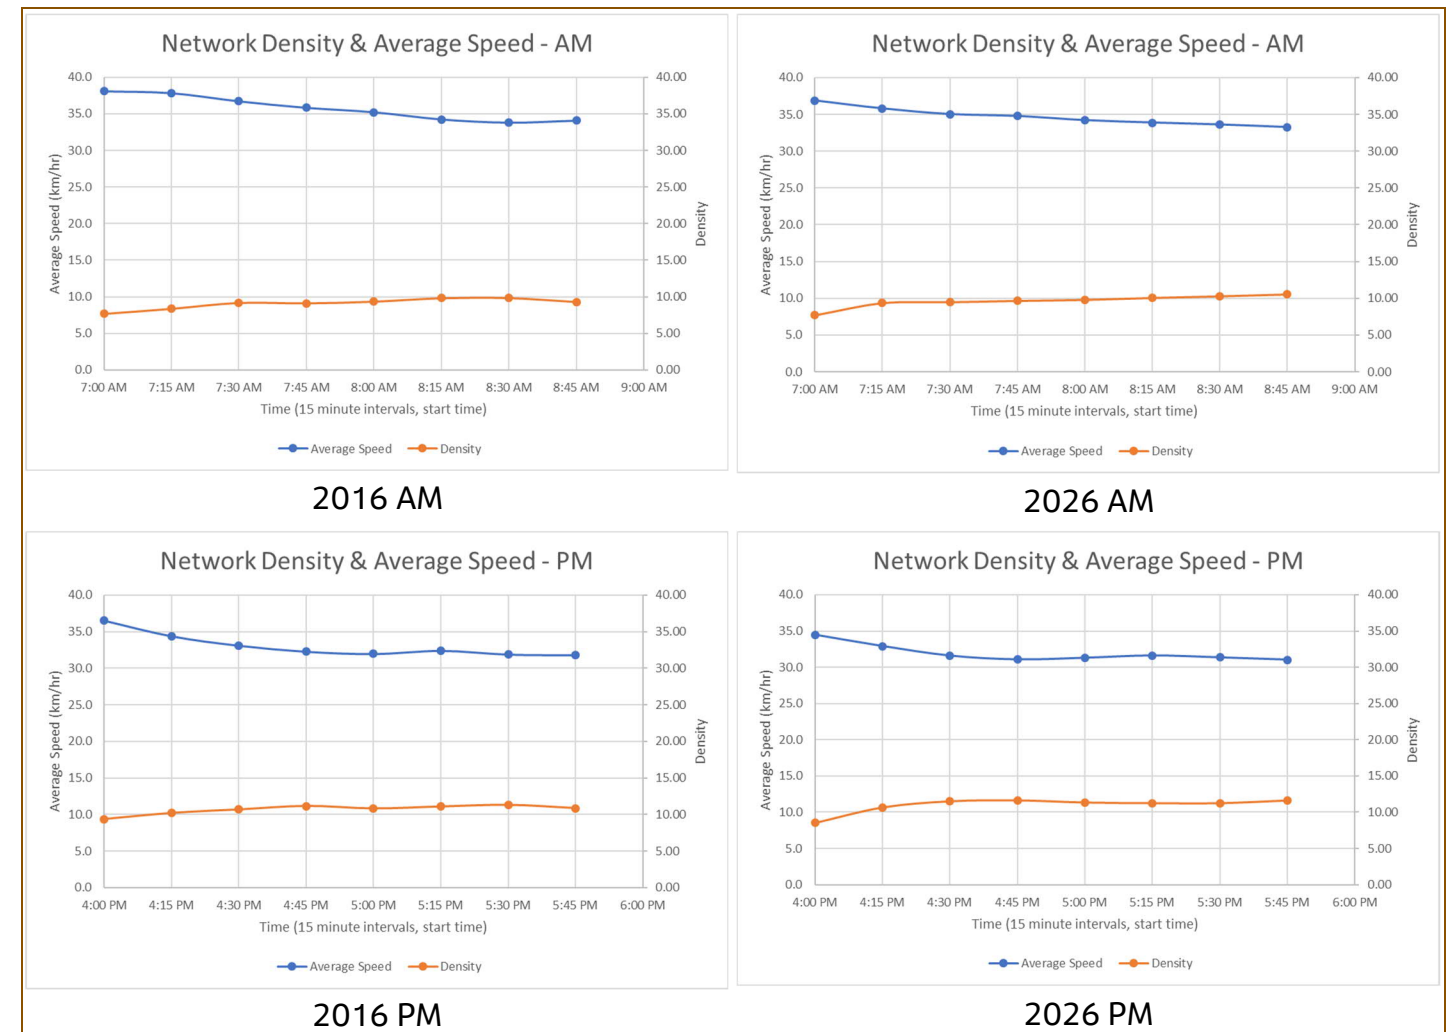 Network Density & Average Speed - AM
40.0
35.0
30.0
25.0
20.0
15.0
10.0
5.0
0.0
Average Speed (km/hr)
40.00
35.00
30.00
25.00
20.00
15.00
10.00
5.00
0.00
Density
7:00 AM 7:15 AM 7:30 AM 7:45 AM 8:00 AM 8:15 AM 8:30 AM 8:45 AM 9:00 AM
Time (15 minute intervals, start time)
Average Speed Density
2016 AM
Network Density & Average Speed - AM
40.0
35.0
30.0
25.0
20.0
15.0
10.0
5.0
0.0
Average Speed (km/hr)
40.00
35.00
30.00
25.00
20.00
15.00
10.00
5.00
0.00
Density
7:00 AM 7:15 AM 7:30 AM 7:45 AM 8:00 AM 8:15 AM 8:30 AM 8:45 AM 9:00 AM
Time (15 minute intervals, start time)
Average Speed Density
2026 AM
Network Density & Average Speed - PM
40.0
35.0
30.0
25.0
20.0
15.0
10.0
5.0
0.0
Average Speed (km/hr)
40.00
35.00
30.00
25.00
20.00
15.00
10.00
5.00
0.00
Density
4:00 PM 4:15 PM 4:30 PM 4:45 PM 5:00 PM 5:15 PM 5:30 PM 5:45 PM 6:00 PM
Time (15 minute intervals, start time)
Average Speed Density
2016 PM
Network Density & Average Speed - PM
40.0
35.0
30.0
25.0
20.0
15.0
10.0
5.0
0.0
Average Speed (km/hr)
40.00
35.00
30.00
25.00
20.00
15.00
10.00
5.00
0.00
Density
4:00 PM 4:15 PM 4:30 PM 4:45 PM 5:00 PM 5:15 PM 5:30 PM 5:45 PM 6:00 PM
Time (15 minute intervals, start time)
Average Speed Density
2026 PM